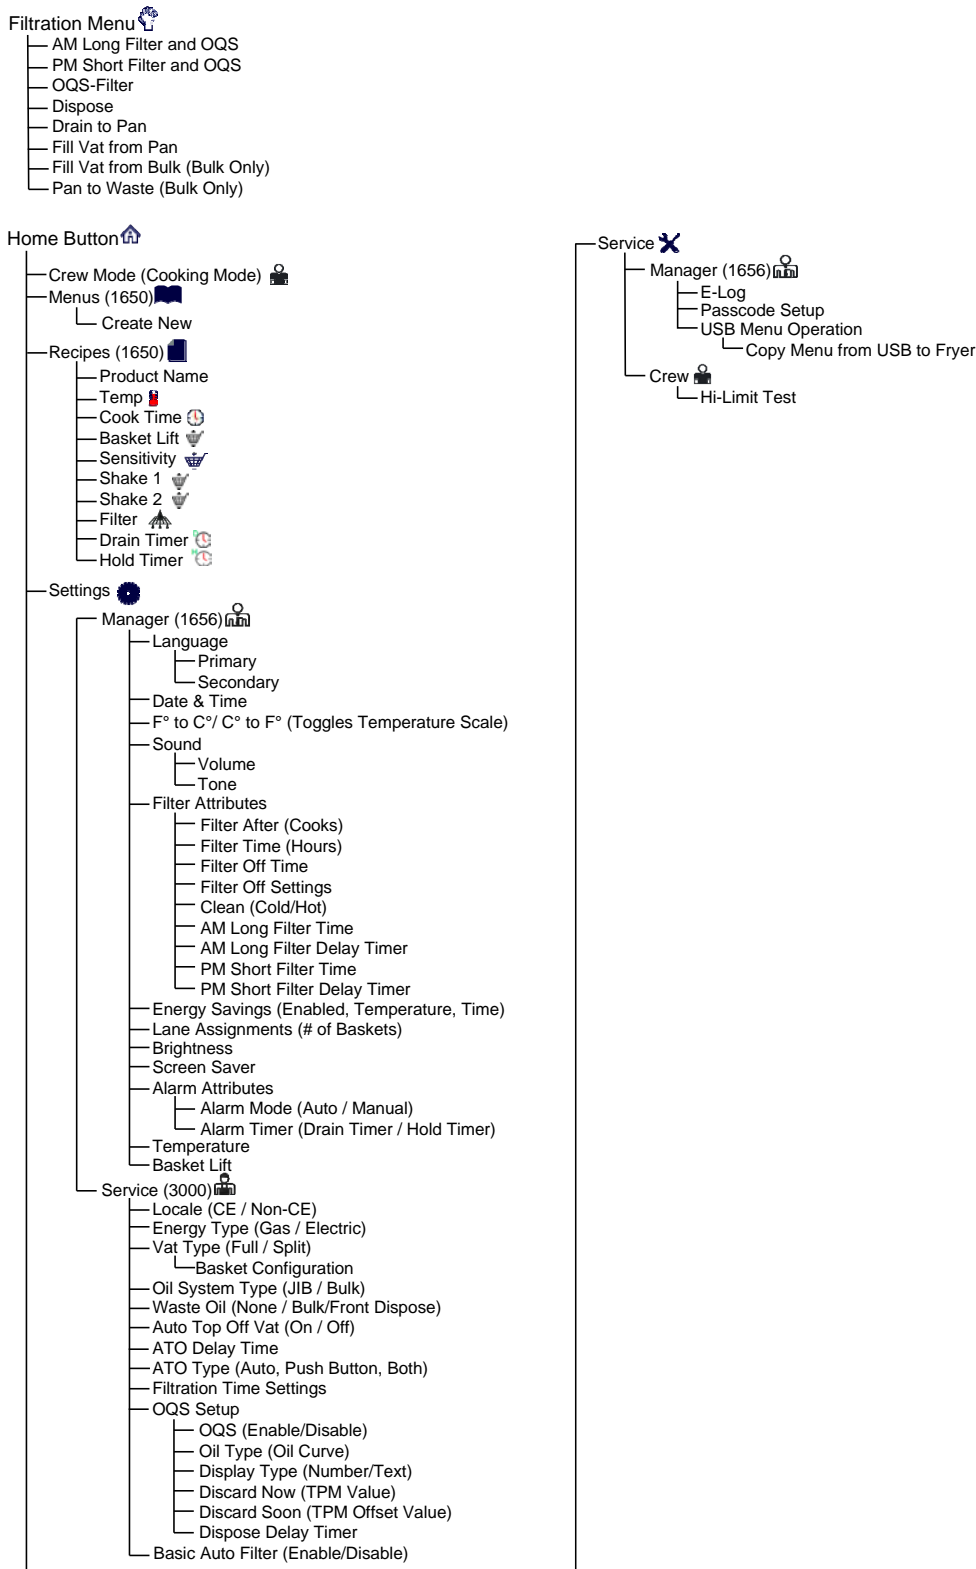 Filtration Menu
AM Long Filter and OQS
PM Short Filter and OQS
OQS-Filter
Dispose
Drain to Pan
Fill Vat from Pan
Fill Vat from Bulk (Bulk Only)
Pan to Waste (Bulk Only)
Home Button
Crew Mode (Cooking Mode)
Menus (1650)
Create New
Recipes (1650)
Product Name
Temp
Cook Time
Basket Lift
Sensitivity
Shake 1
Shake 2
Filter
Drain Timer
Hold Timer
Settings
Manager (1656)
Language
Primary
Secondary
Date & Time
F° to C°/ C° to F° (Toggles Temperature Scale)
Sound
Volume
Tone
Filter Attributes
Filter After (Cooks)
Filter Time (Hours)
Filter Off Time
Filter Off Settings
Clean (Cold/Hot)
AM Long Filter Time
AM Long Filter Delay Timer
PM Short Filter Time
PM Short Filter Delay Timer
Energy Savings (Enabled, Temperature, Time)
Lane Assignments (# of Baskets)
Brightness
Screen Saver
Alarm Attributes
Alarm Mode (Auto / Manual)
Alarm Timer (Drain Timer / Hold Timer)
Temperature
Basket Lift
Service (3000)
Locale (CE / Non-CE)
Energy Type (Gas / Electric)
Vat Type (Full / Split)
Basket Configuration
Oil System Type (JIB / Bulk)
Waste Oil (None / Bulk/Front Dispose)
Auto Top Off Vat (On / Off)
ATO Delay Time
ATO Type (Auto, Push Button, Both)
Filtration Time Settings
OQS Setup
OQS (Enable/Disable)
Oil Type (Oil Curve)
Display Type (Number/Text)
Discard Now (TPM Value)
Discard Soon (TPM Offset Value)
Dispose Delay Timer
Basic Auto Filter (Enable/Disable)
Service
Manager (1656)
E-Log
Passcode Setup
USB Menu Operation
Copy Menu from USB to Fryer
Crew
Hi-Limit Test